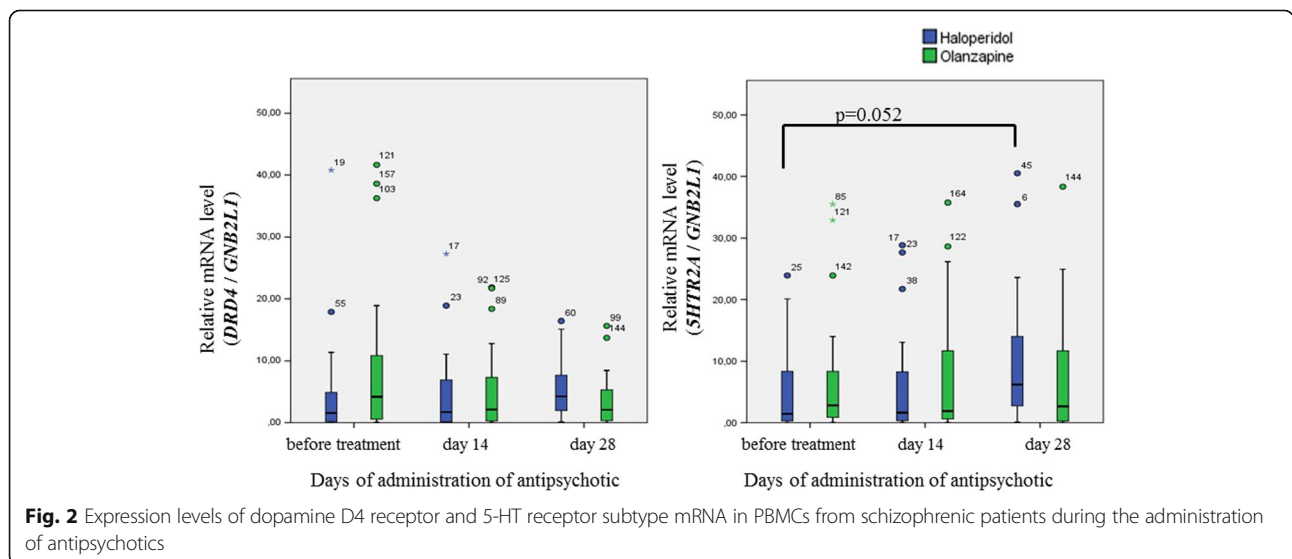 Haloperidol
Olanzapine
Relative mRNA level
(DRD4 / GNB2L1)
50,00
40,00
30,00
20,00
10,00
,00
19
55
121
157
103
17
23
92
125
89
60
99
144
before treatment
day 14
day 28
Days of administration of antipsychotic
Relative mRNA level
(5HTR2A / GNB2L1)
50,00
40,00
30,00
20,00
10,00
,00
p=0.052
25
85
121
142
17
23
38
164
122
45
6
144
before treatment
day 14
day 28
Days of administration of antipsychotic
Fig. 2 Expression levels of dopamine D4 receptor and 5-HT receptor subtype mRNA in PBMCs from schizophrenic patients during the administration
of antipsychotics